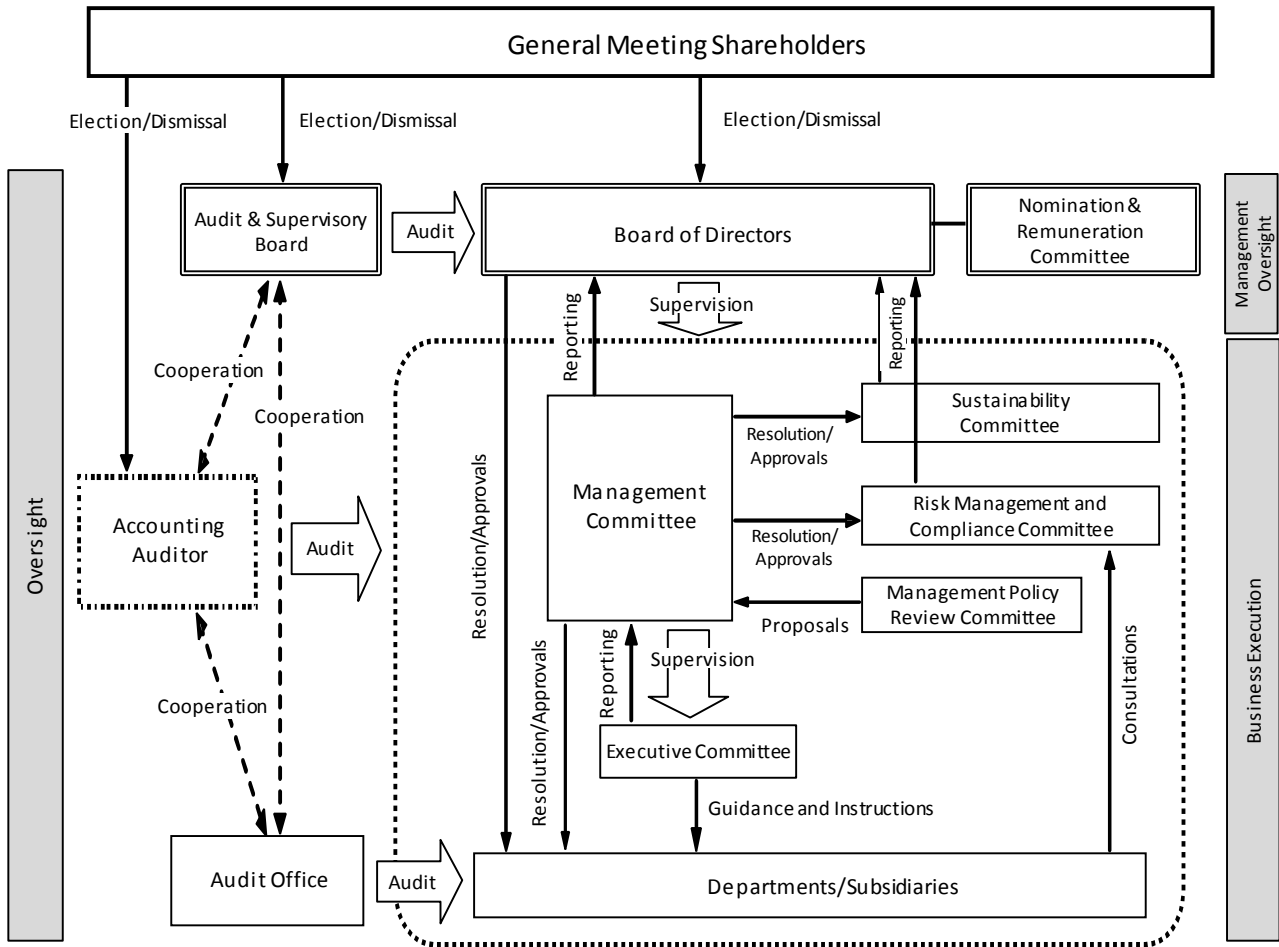 General Meeting Shareholders
Election/Dismissal
Election/Dismissal
Election/Dismissal
Oversight
Audit & Supervisory
Board
Audit
Board of Directors
Nomination &
Remuneration
Committee
Management
Oversight
Reporting
Supervision
Reporting
Cooperation
Cooperation
Sustainability
Committee
Resolution/
Approvals
Management
Committee
Risk Management and
Compliance Committee
Resolution/
Approvals
Accounting
Auditor
Audit
Resolution/Approvals
Management Policy
Review Committee
Proposals
Business Execution
Supervision
Reporting
Resolution/Approvals
Consultations
Cooperation
Executive Committee
Guidance and Instructions
Audit Office
Audit
Departments/Subsidiaries